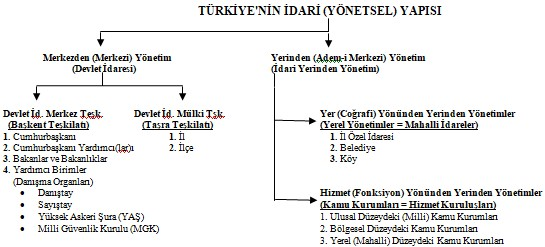 TÜRKİYE'NİN İDARİ (YÖNETSEL) YAPISI
Merkezden (Merkezi) Yönetim
(Devlet İdaresi)
Yerinden (Adem-i Merkezi) Yönetim
(İdari Yerinden Yönetim)
Devlet İd. Merkez Teşk.
(Başkent Teşkilatı)
1. Cumhurbaşkanı
2. Cumhurbaşkanı Yardımcı(lar)ı
3. Bakanlar ve Bakanlıklar
4. Yardımcı Birimler
(Danışma Organları)
• Danıştay
• Sayıştay
• Yüksek Askeri Şura (YAŞ)
• Milli Güvenlik Kurulu (MGK)
Devlet İd. Mülki Tşk.
(Taşra Teşkilatı)
1. İl
2. İlçe
Yer (Coğrafi) Yönünden Yerinden Yönetimler
(Yerel Yönetimler = Mahalli İdareler)
1. İl Özel İdaresi
2. Belediye
3. Köy
Hizmet (Fonksiyon) Yönünden Yerinden Yönetimler
(Kamu Kurumları = Hizmet Kuruluşları)
1. Ulusal Düzeydeki (Milli) Kamu Kurumları
2. Bölgesel Düzeydeki Kamu Kurumları
3. Yerel (Mahalli) Düzeydeki Kamu Kurumları